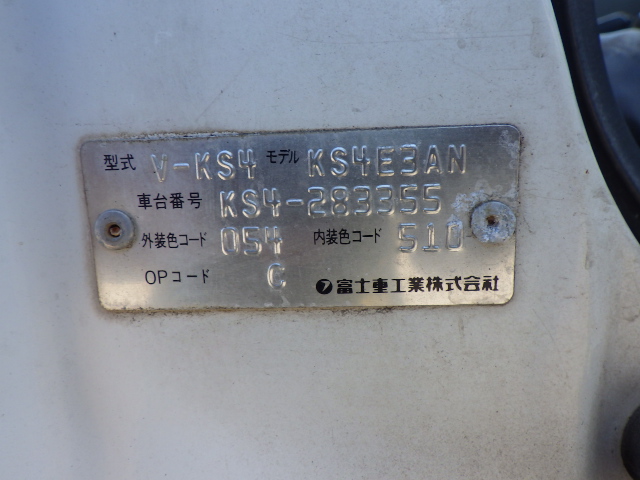 型式 V-KS4 モデル KS4E3AN
車台番号 KS4-283355
外装色コード 054 内装色コード 510
OPコード C 富士重工業株式会社